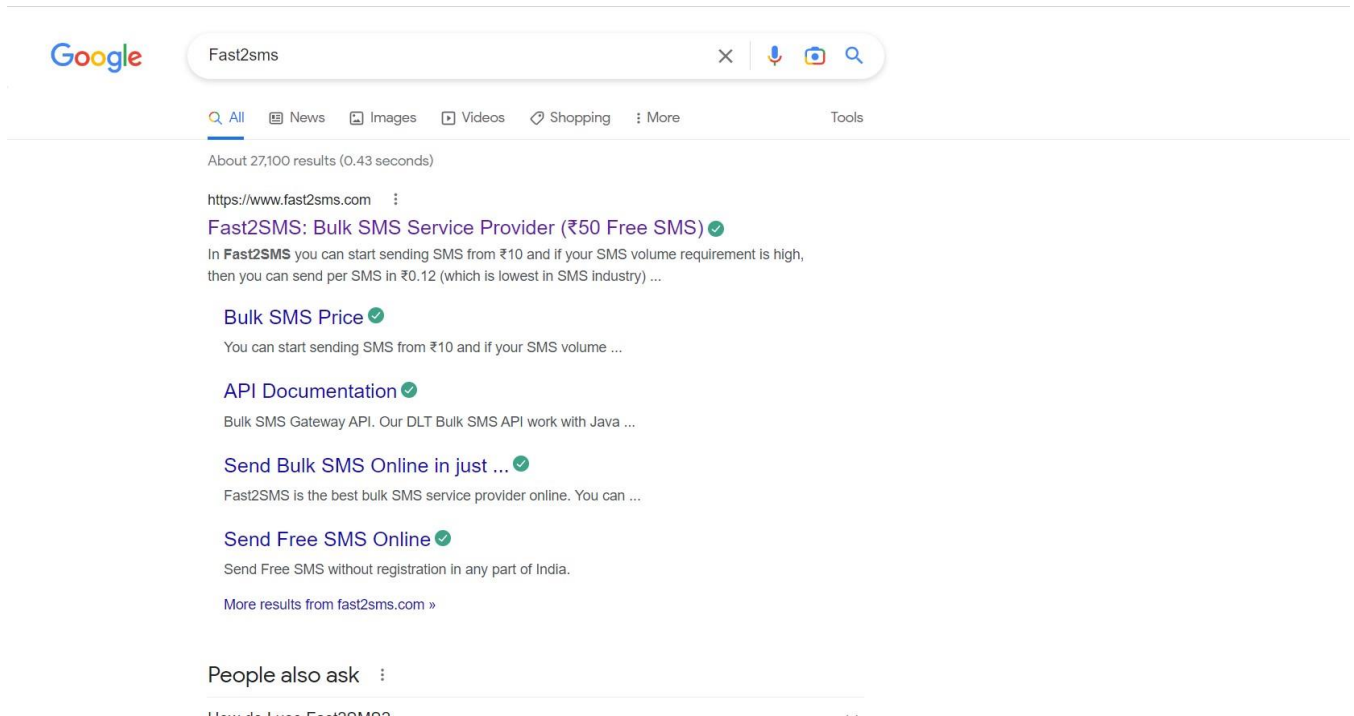 Google
Fast2sms
All News Images Videos Shopping More Tools
About 27,100 results (0.43 seconds)
https://www.fast2sms.com
Fast2SMS: Bulk SMS Service Provider (₹50 Free SMS)
In Fast2SMS you can start sending SMS from ₹10 and if your SMS volume requirement is high,
then you can send per SMS in ₹0.12 (which is lowest in SMS industry) ...
Bulk SMS Price
You can start sending SMS from ₹10 and if your SMS volume ...
API Documentation
Bulk SMS Gateway API. Our DLT Bulk SMS API work with Java ...
Send Bulk SMS Online in just ...
Fast2SMS is the best bulk SMS service provider online. You can ...
Send Free SMS Online
Send Free SMS without registration in any part of India.
More results from fast2sms.com »
People also ask
How do I use Fast2SMS?